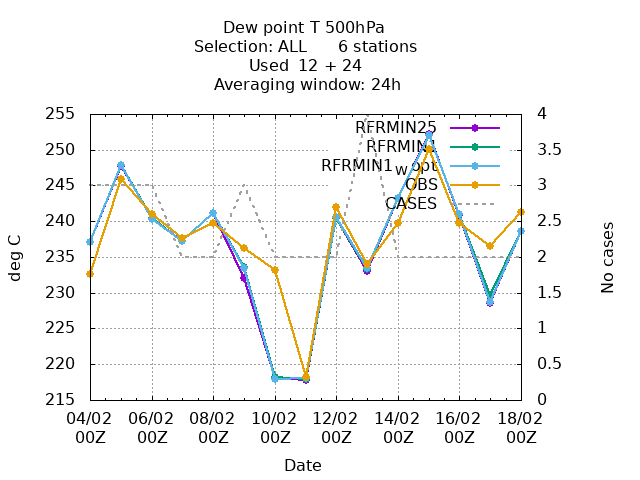 Dew point T 500hPa
Selection: ALL 6 stations
Used 12 + 24
Averaging window: 24h
255
250
245
240
235
230
225
220
215
4
3.5
3
2.5
2
1.5
1
0.5
0
deg C
No cases
RFRMIN25
RFRMIN1
RFRMIN1wopt
OBS
CASES
04/02 06/02 08/02 10/02 12/02 14/02 16/02 18/02
00Z 00Z 00Z 00Z 00Z 00Z 00Z 00Z
Date